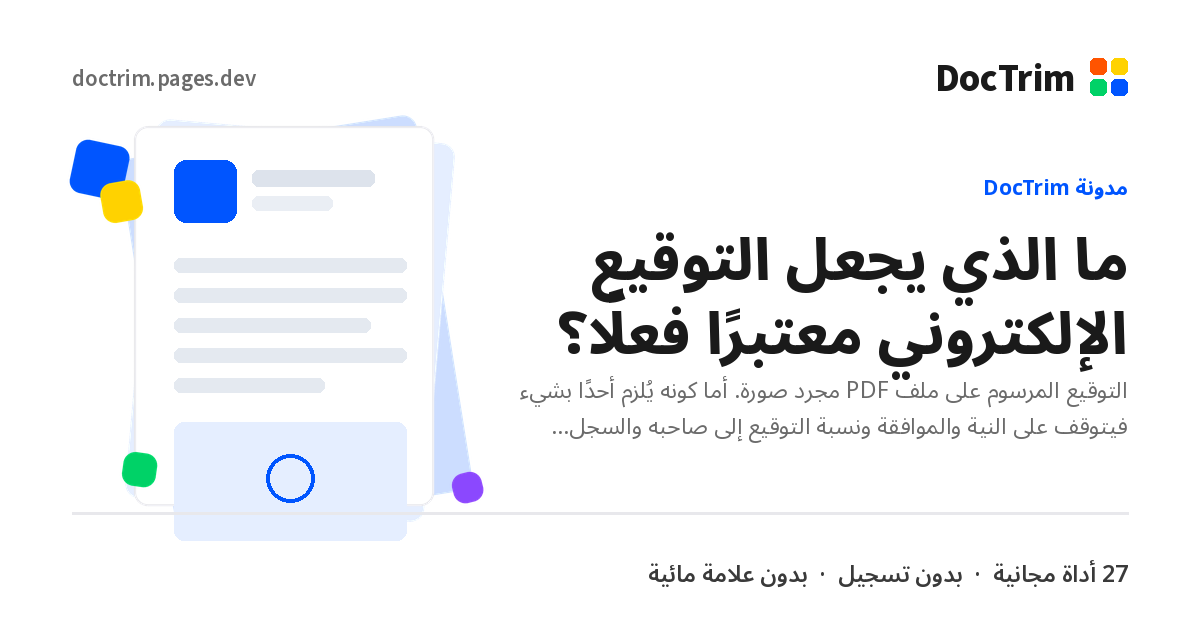 DocTrim
doctrim.pages.dev
مدونة DocTrim
ما الذي يجعل التوقيع
الإلكتروني معتبرًا فعلًا؟
التوقيع المرسوم على ملف PDF مجرد صورة. أما كونه يُلزم أحدًا بشيء
فيتوقف على النية والموافقة ونسبة التوقيع إلى صاحبه والسجل...
27 أداة مجانية · بدون تسجيل · بدون علامة مائية